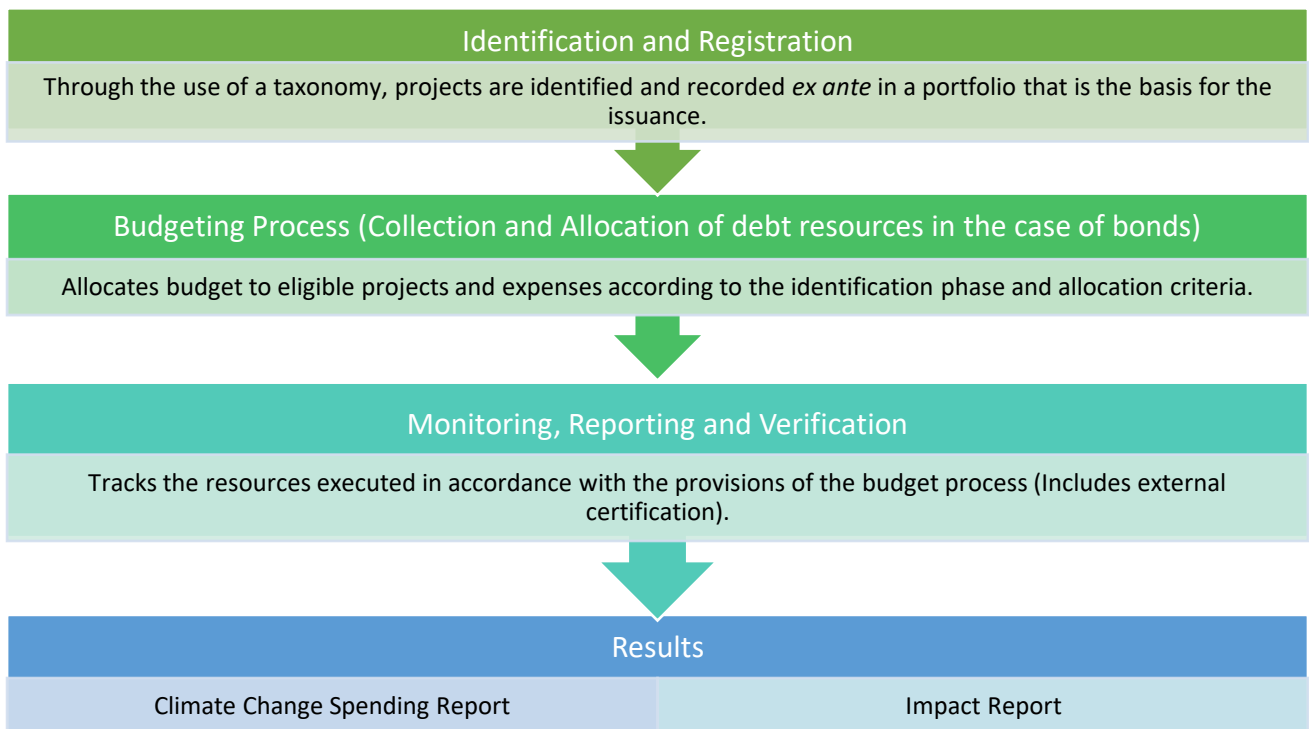 Identification and Registration
Through the use of a taxonomy, projects are identified and recorded ex ante in a portfolio that is the basis for the
issuance.
Budgeting Process (Collection and Allocation of debt resources in the case of bonds)
Allocates budget to eligible projects and expenses according to the identification phase and allocation criteria.
Monitoring, Reporting and Verification
Tracks the resources executed in accordance with the provisions of the budget process (Includes external
certification).
Results
Climate Change Spending Report
Impact Report